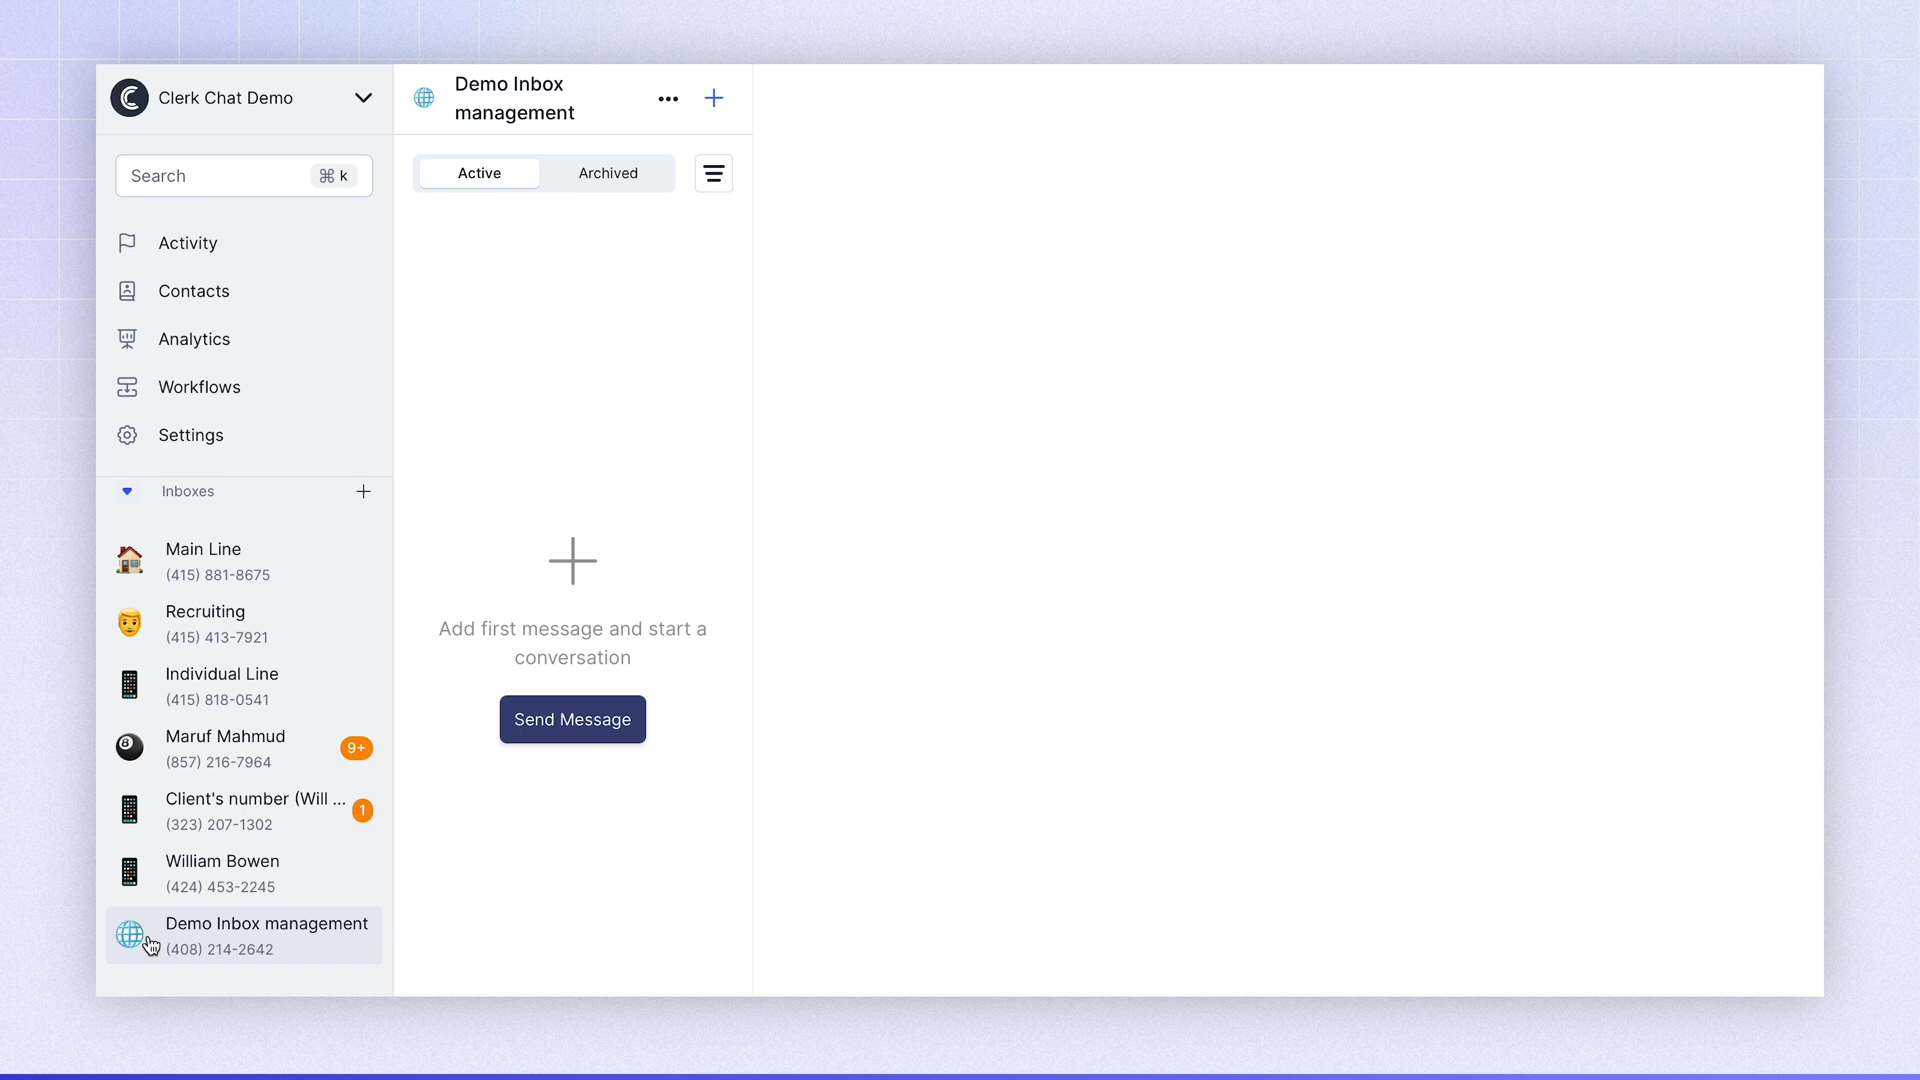 Clerk Chat Demo
Search
⌘ k
Activity
Contacts
Analytics
Workflows
Settings
Inboxes
Main Line
(415) 881-8675
Recruiting
(415) 413-7921
Individual Line
(415) 818-0541
Maruf Mahmud
(857) 216-7964
9+
Client's number (Will ...
(323) 207-1302
1
William Bowen
(424) 453-2245
Demo Inbox management
(408) 214-2642
Demo Inbox
management
Active
Archived
Add first message and start a
conversation
Send Message